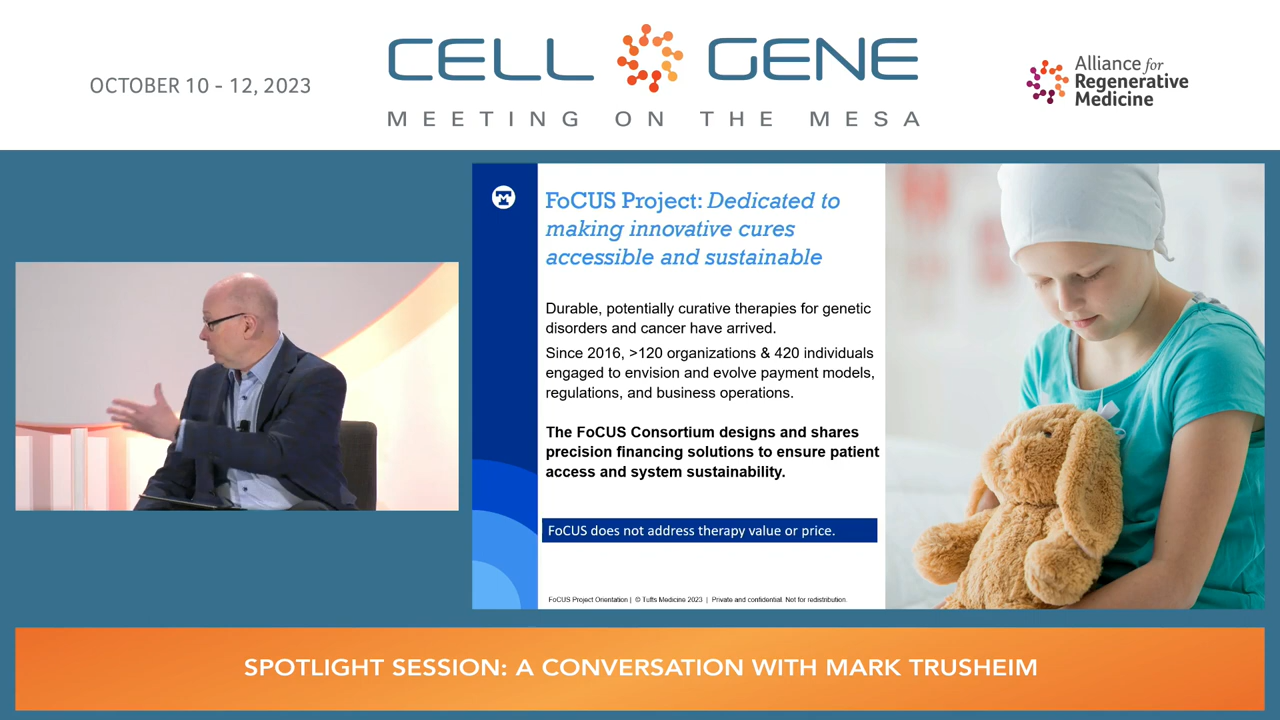 OCTOBER 10 - 12, 2023
CELL GENE
MEETING ON THE MESA
Alliance for
Regenerative
Medicine
FoCUS Project: Dedicated to
making innovative cures
accessible and sustainable
Durable, potentially curative therapies for genetic
disorders and cancer have arrived.
Since 2016, >120 organizations & 420 individuals
engaged to envision and evolve payment models,
regulations, and business operations.
The FoCUS Consortium designs and shares
precision financing solutions to ensure patient
access and system sustainability.
FoCUS does not address therapy value or price.
FoCUS Project Orientation | © Tufts Medicine 2023 | Private and confidential. Not for redistribution.
SPOTLIGHT SESSION: A CONVERSATION WITH MARK TRUSHEIM